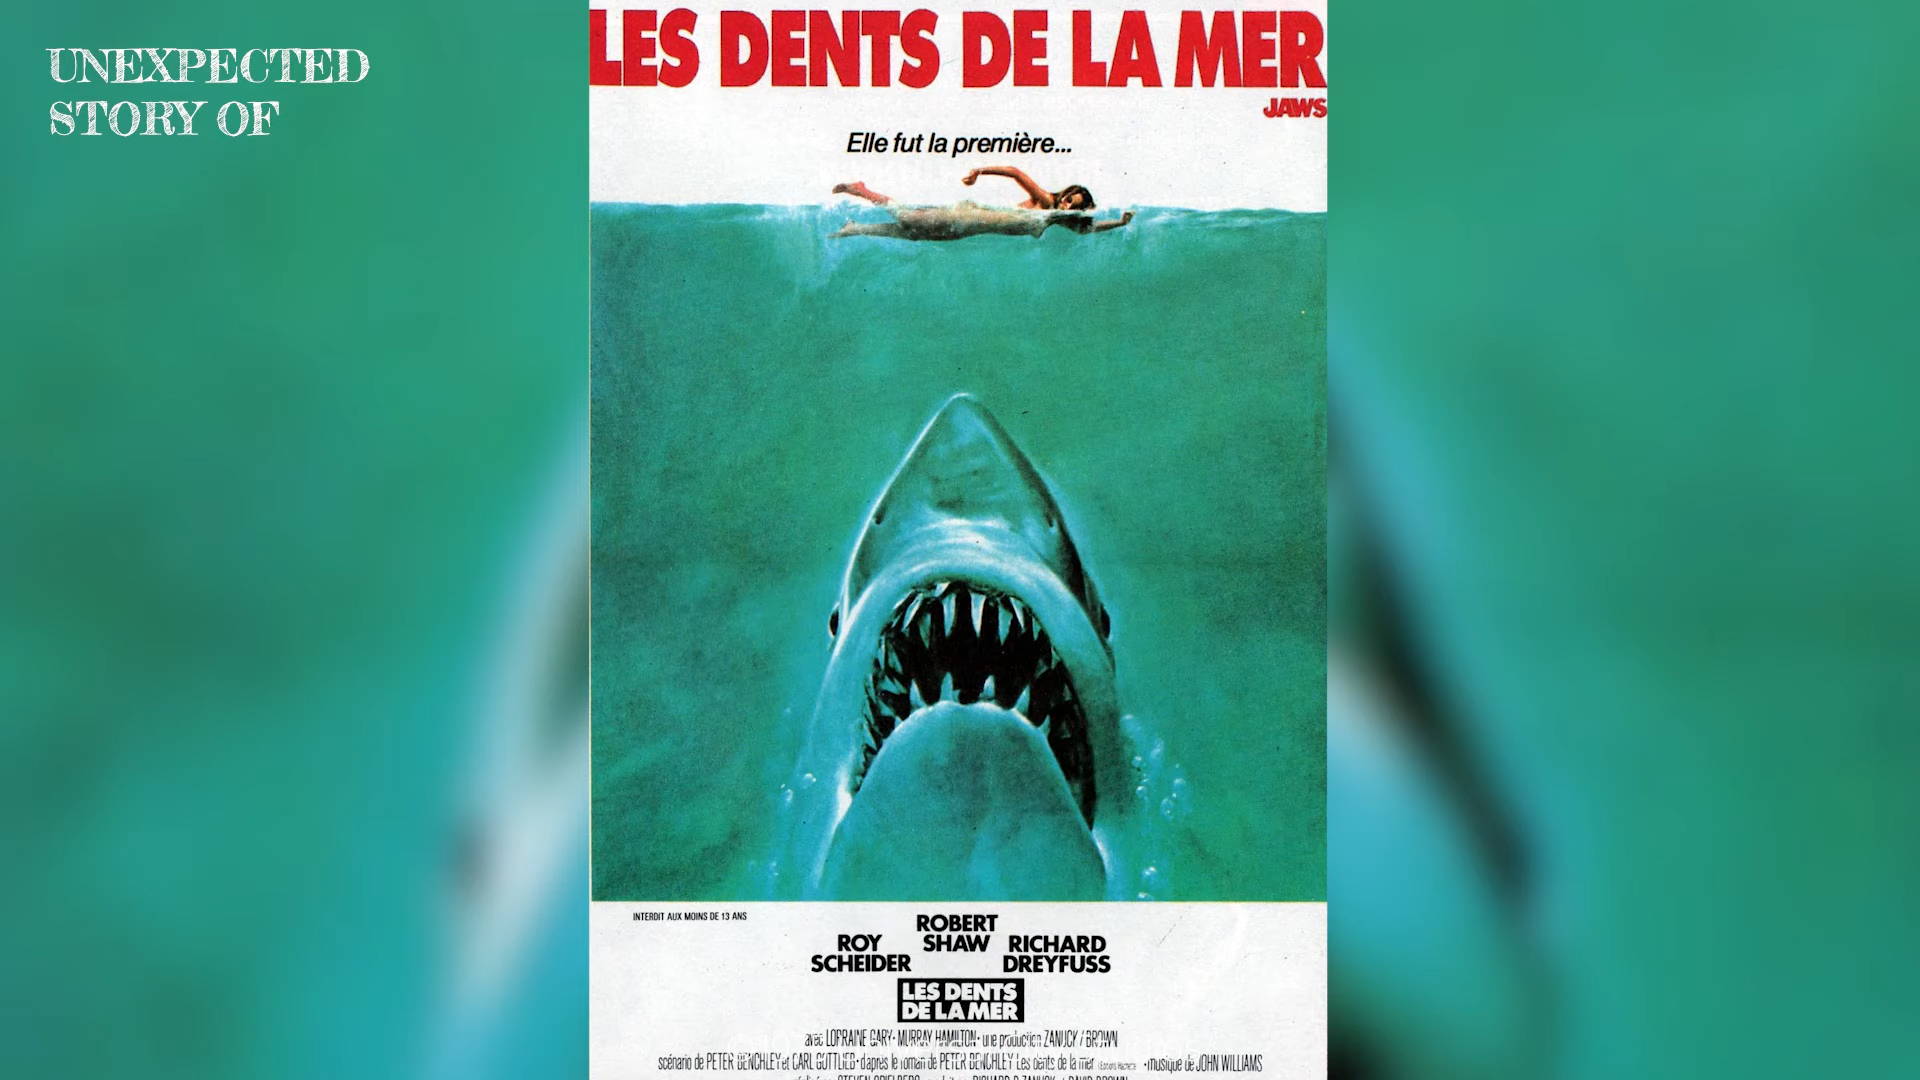 UNEXPECTED
STORY OF
LES DENTS DE LA MER
JAWS
Elle fut la première...
INTERDIT AUX MOINS DE 13 ANS
ROBERT
SHAW
ROY
SCHEIDER
RICHARD
DREYFUSS
LES DENTS
DE LA MER
avec LORRAINE GARY • MURRAY HAMILTON • une production ZANUCK / BROWN
scénario de PETER BENCHLEY et CARL GOTTLIEB • d'après le roman de PETER BENCHLEY Les dents de la mer (Editions Hachette) • musique de JOHN WILLIAMS